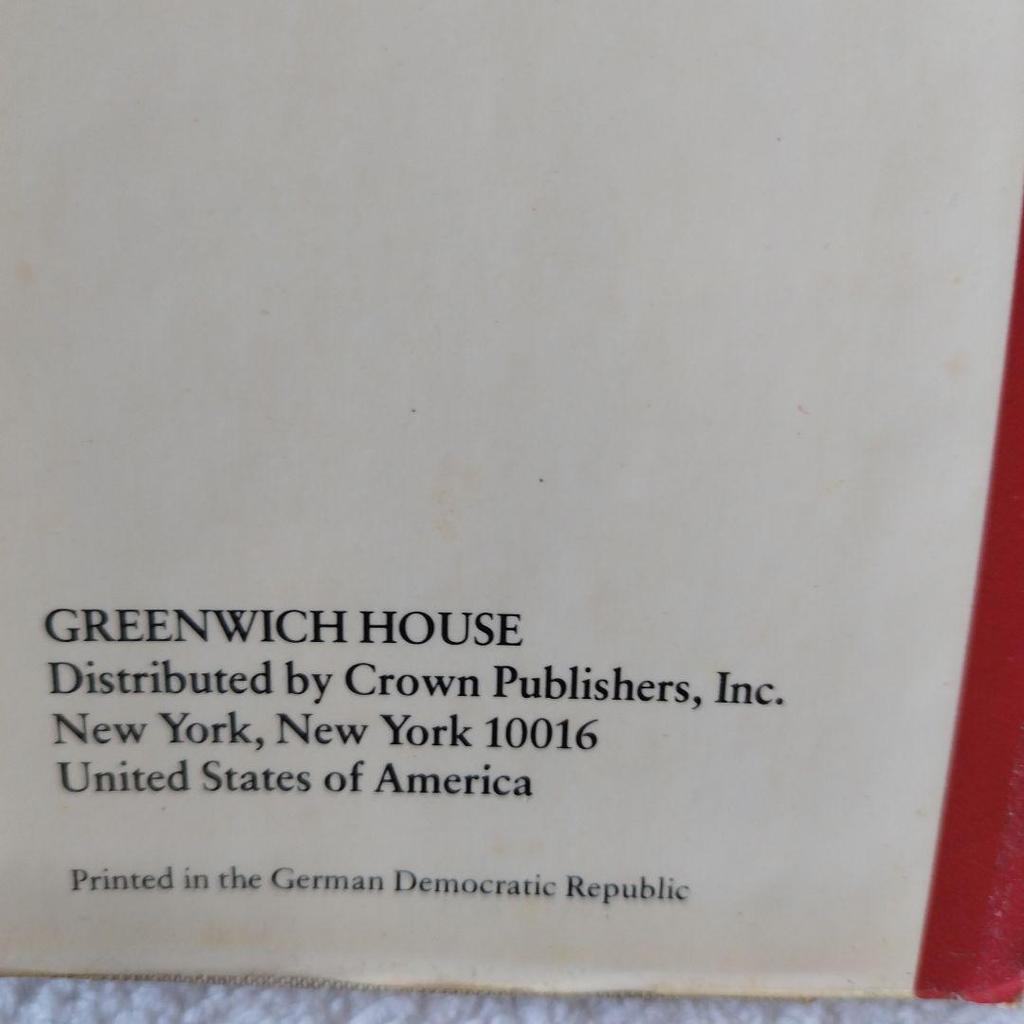 GREENWICH HOUSE
Distributed by Crown Publishers, Inc.
New York, New York 10016
United States of America
Printed in the German Democratic Republic